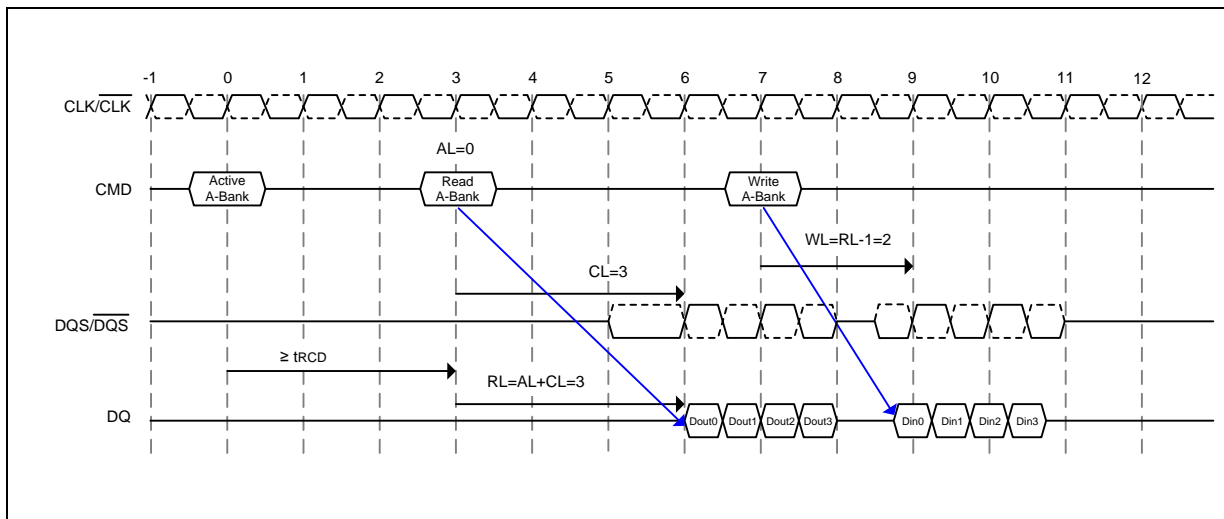 -1 0 1 2 3 4 5 6 7 8 9 10 11 12
CLK/CLK
AL=0
CMD
Active
A-Bank
Read
A-Bank
Write
A-Bank
WL=RL-1=2
CL=3
DQS/DQS
≥ tRCD
RL=AL+CL=3
DQ
Dout0 Dout1 Dout2 Dout3 Din0 Din1 Din2 Din3